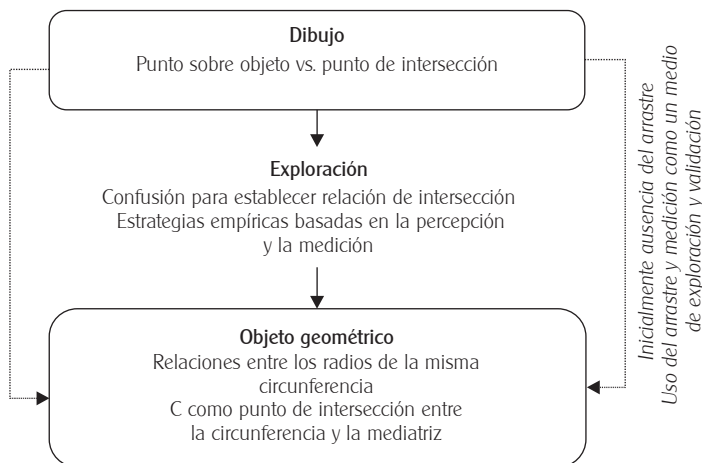 Dibujo
Punto sobre objeto vs. punto de intersección
Exploración
Confusión para establecer relación de intersección
Estrategias empíricas basadas en la percepción
y la medición
Objeto geométrico
Relaciones entre los radios de la misma
circunferencia
C como punto de intersección entre
la circunferencia y la mediatriz
Inicialmente ausencia del arrastre
Uso del arrastre y medición como un medio
de exploración y validación